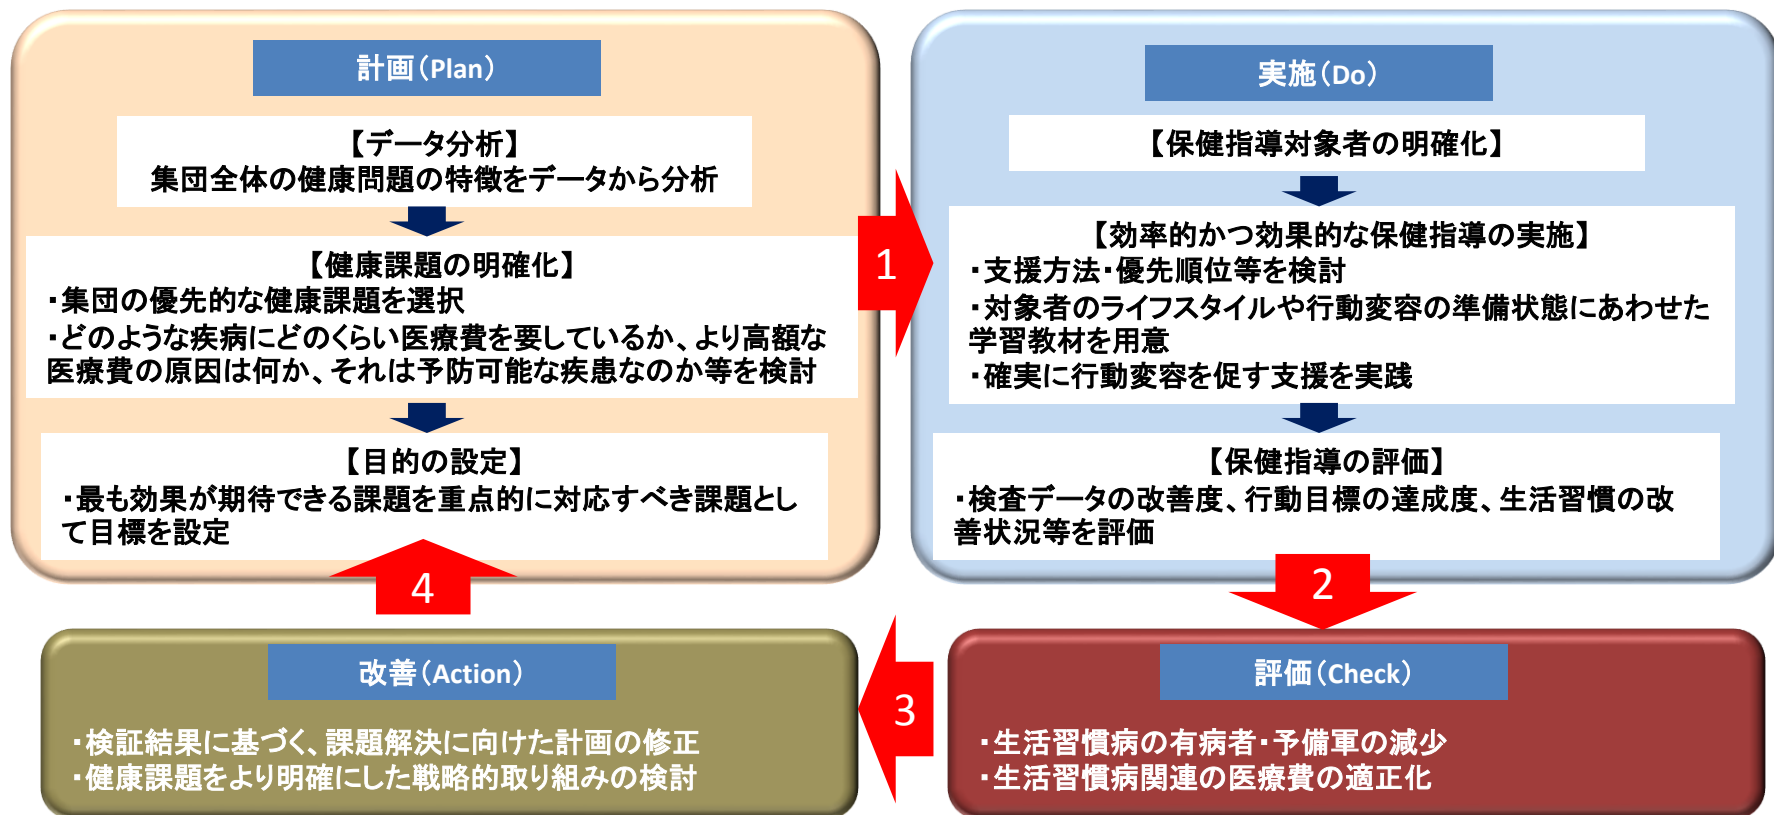 計画（Plan）
【データ分析】
集団全体の健康問題の特徴をデータから分析
【健康課題の明確化】
・集団の優先的な健康課題を選択
・どのような疾病にどのくらい医療費を要しているか、より高額な
医療費の原因は何か、それは予防可能な疾患なのか等を検討
【目的の設定】
・最も効果が期待できる課題を重点的に対応すべき課題とし
て目標を設定
1
実施（Do）
【保健指導対象者の明確化】
【効率的かつ効果的な保健指導の実施】
・支援方法・優先順位等を検討
・対象者のライフスタイルや行動変容の準備状態にあわせた
学習教材を用意
・確実に行動変容を促す支援を実践
【保健指導の評価】
・検査データの改善度、行動目標の達成度、生活習慣の改
善状況等を評価
2
評価（Check）
・生活習慣病の有病者・予備軍の減少
・生活習慣病関連の医療費の適正化
3
改善（Action）
・検証結果に基づく、課題解決に向けた計画の修正
・健康課題をより明確にした戦略的取り組みの検討
4